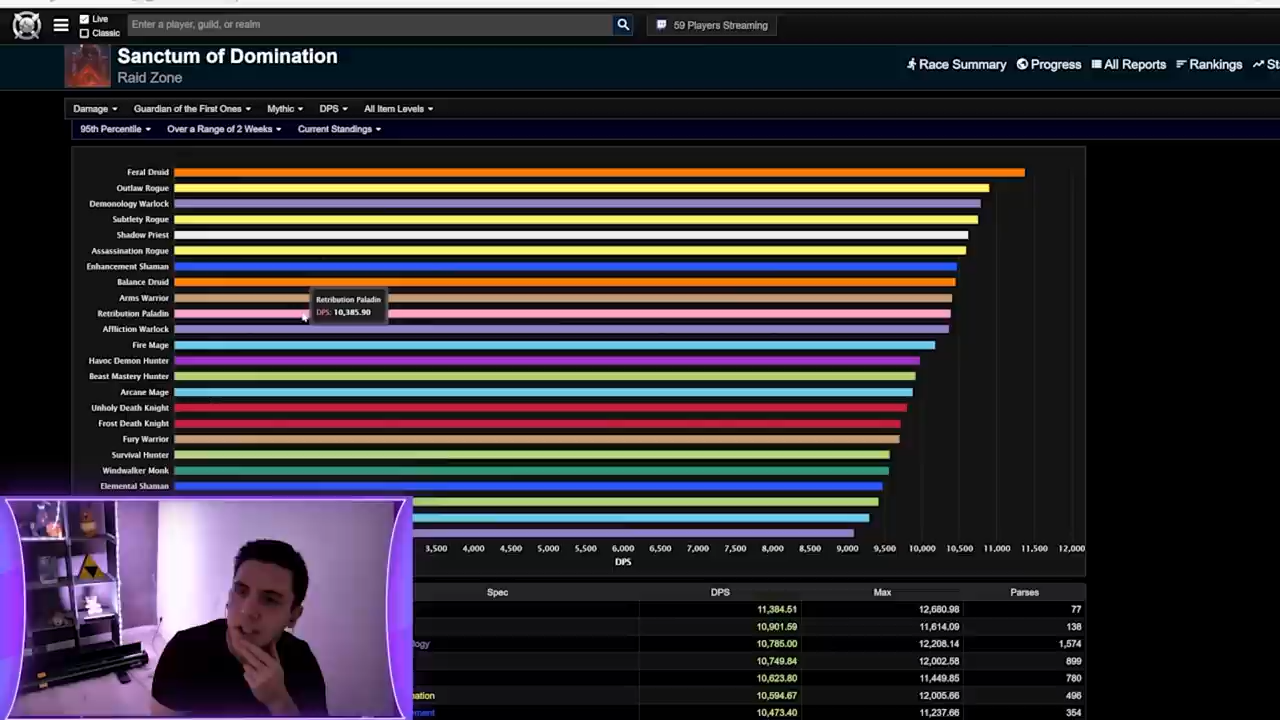 Live
Classic
Enter a player, guild, or realm
59 Players Streaming
Sanctum of Domination
Raid Zone
Race Summary Progress All Reports Rankings
Damage Guardian of the First Ones Mythic DPS All Item Levels
95th Percentile Over a Range of 2 Weeks Current Standings
Feral Druid
Outlaw Rogue
Demonology Warlock
Subtlety Rogue
Shadow Priest
Assassination Rogue
Enhancement Shaman
Balance Druid
Arms Warrior
Retribution Paladin
DPS: 10,385.90
Retribution Paladin
Affliction Warlock
Fire Mage
Havoc Demon Hunter
Beast Mastery Hunter
Arcane Mage
Unholy Death Knight
Frost Death Knight
Fury Warrior
Survival Hunter
Windwalker Monk
Elemental Shaman
3,500 4,000 4,500 5,000 5,500 6,000 6,500 7,000 7,500 8,000 8,500 9,000 9,500 10,000 10,500 11,000 11,500 12,000
DPS
Spec DPS Max Parses
11,384.51 12,680.98 77
10,901.59 11,614.09 138
ogy 10,785.00 12,208.14 1,574
10,749.84 12,002.58 899
10,623.80 11,449.85 780
nation 10,594.67 12,005.66 496
ement 10,473.40 11,237.66 354